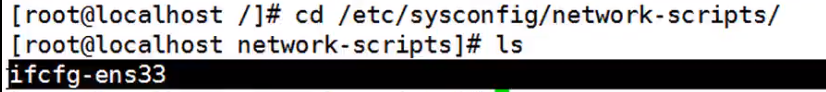 [root@localhost /]# cd /etc/sysconfig/network-scripts/
[root@localhost network-scripts]# ls
ifcfg-ens33